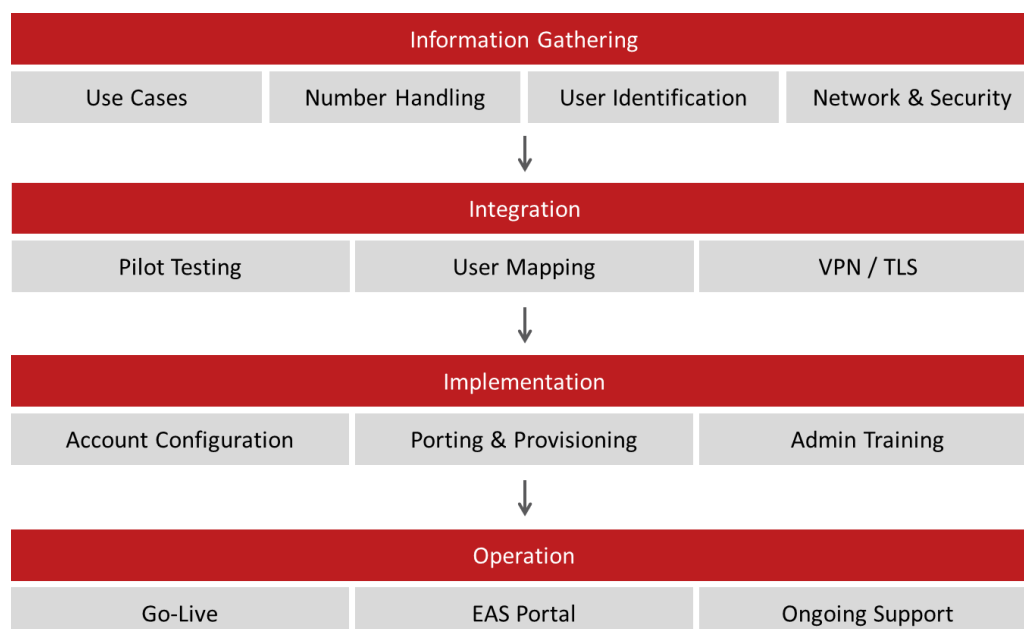 Information Gathering
Use Cases Number Handling User Identification Network & Security
Integration
Pilot Testing User Mapping VPN / TLS
Implementation
Account Configuration Porting & Provisioning Admin Training
Operation
Go-Live EAS Portal Ongoing Support